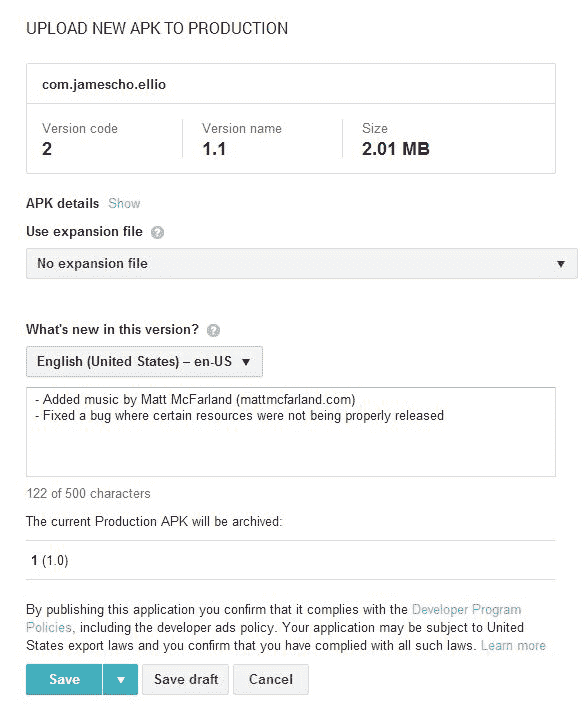 UPLOAD NEW APK TO PRODUCTION
com.jamescho.ellio
Version code Version name Size
2 1.1 2.01 MB
APK details Show
Use expansion file ?
No expansion file ▼
What's new in this version? ?
English (United States) – en-US ▼
- Added music by Matt McFarland (mattmcfarland.com)
- Fixed a bug where certain resources were not being properly released
122 of 500 characters
The current Production APK will be archived:
1 (1.0)
By publishing this application you confirm that it complies with the Developer Program
Policies, including the developer ads policy. Your application may be subject to United
States export laws and you confirm that you have complied with all such laws. Learn more
Save ▼ Save draft Cancel